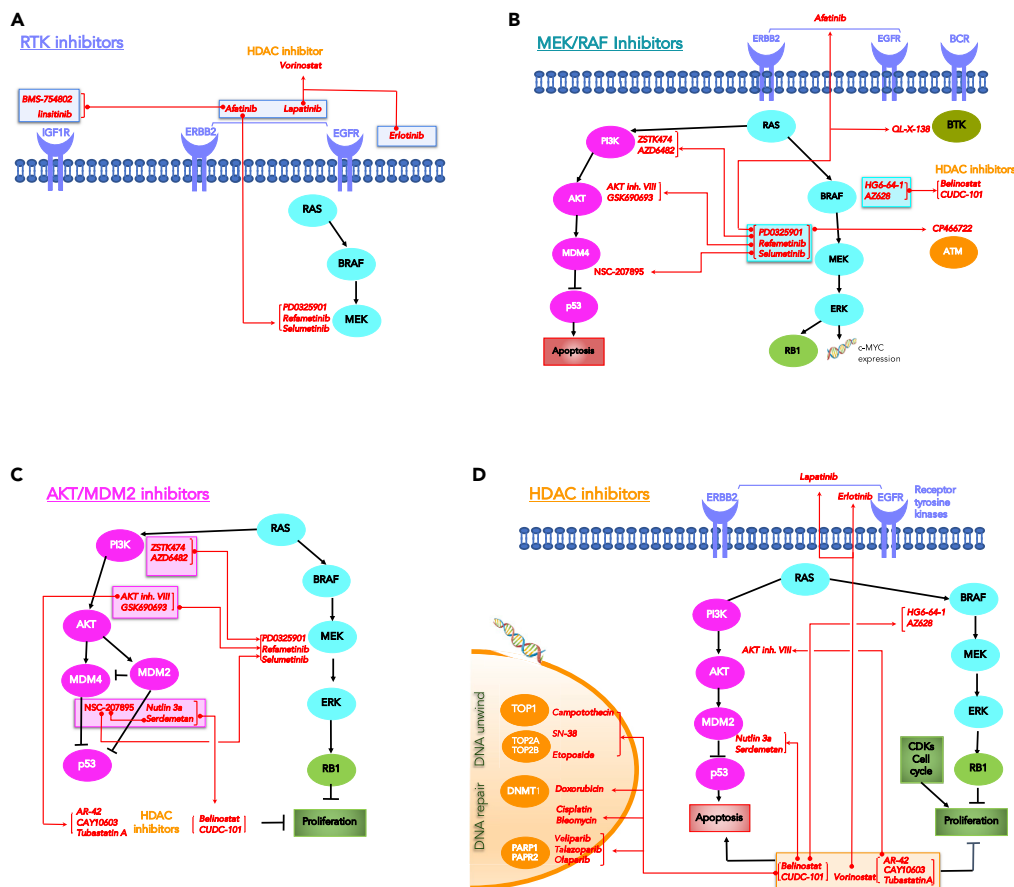 A
RTK inhibitors
HDAC inhibitor
Vorinostat
BMS-754802
linsitinib
Afatinib
Lapatinib
Erlotinib
IGF1R
ERBB2
EGFR
RAS
BRAF
MEK
PD0325901
Refametinib
Selumetinib
B
MEK/RAF Inhibitors
Afatinib
ERBB2
EGFR
BCR
RAS
QL-X-138
BTK
PI3K
ZSTK474
AZD6482
HDAC inhibitors
HG6-64-1
AZ628
Belinostat
CUDC-101
AKT
AKT inh. VIII
GSK690693
BRAF
PD0325901
Refametinib
Selumetinib
CP466722
ATM
MDM4
NSC-207895
MEK
p53
ERK
Apoptosis
RB1
c-MYC
expression
C
AKT/MDM2 inhibitors
RAS
PI3K
ZSTK474
AZD6482
BRAF
AKT inh. VIII
GSK690693
AKT
PD0325901
Refametinib
Selumetinib
MEK
MDM4
MDM2
NSC-207895
Nutlin 3a
Serdemetan
ERK
p53
RB1
AR-42
CAY10603
Tubastatin A
HDAC
inhibitors
Belinostat
CUDC-101
Proliferation
D
HDAC inhibitors
Lapatinib
ERBB2
Erlotinib
EGFR
Receptor
tyrosine
kinases
RAS
BRAF
PI3K
HG6-64-1
AZ628
AKT inh. VIII
MEK
AKT
ERK
MDM2
Nutlin 3a
Serdemetan
p53
CDKs
Cell
cycle
RB1
Apoptosis
Proliferation
DNA unwind
TOP1
Campotothecin
SN-38
TOP2A
TOP2B
Etoposide
DNA repair
DNMT1
Doxorubicin
Cisplatin
Bleomycin
PARP1
PAPR2
Veliparib
Talazoparib
Olaparib
Belinostat
CUDC-101
Vorinostat
AR-42
CAY10603
Tubastatin A